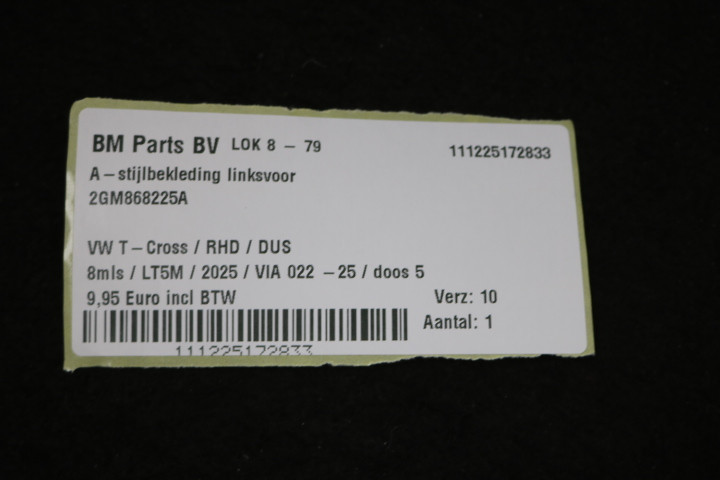 BM Parts BV LOK 8 – 79
111225172833
A – stijlbekleding linksvoor
2GM868225A
VW T – Cross / RHD / DUS
8mls / LT5M / 2025 / VIA 022 – 25 / doos 5
9,95 Euro incl BTW
Verz: 10
Aantal: 1
111225172833